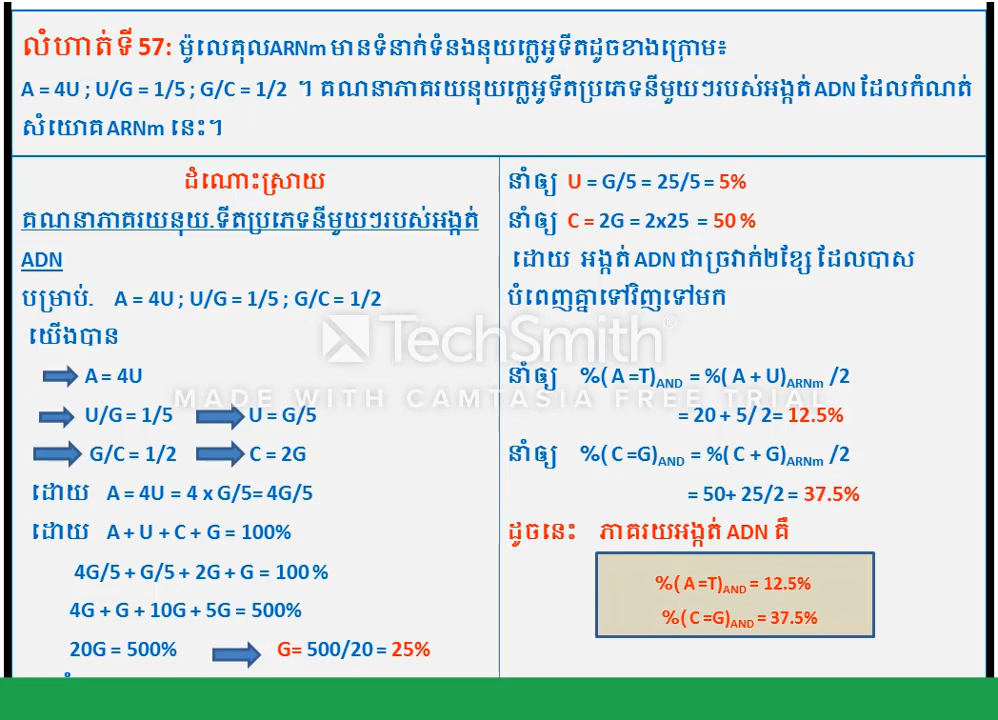 លំហាត់ទី 57: ម៉ូលេគុលARNm មានទំនាក់ទំនងនុយក្លេអូទីតដូចខាងក្រោម៖
A = 4U ; U/G = 1/5 ; G/C = 1/2 ។ គណនាភាគរយនុយក្លេអូទីតប្រភេទនីមួយៗរបស់អង្កត់ ADN ដែលកំណត់
សំយោគ ARNm នេះ។
ដំណោះស្រាយ
គណនាភាគរយនុយ.ទីតប្រភេទនីមួយៗរបស់អង្កត់
ADN
បម្រាប់. A = 4U ; U/G = 1/5 ; G/C = 1/2
យើងបាន
A = 4U
U/G = 1/5 U = G/5
G/C = 1/2 C = 2G
ដោយ A = 4U = 4 x G/5= 4G/5
ដោយ A + U + C + G = 100%
4G/5 + G/5 + 2G + G = 100 %
4G + G + 10G + 5G = 500%
20G = 500% G= 500/20 = 25%
នាំឲ្យ U = G/5 = 25/5 = 5%
នាំឲ្យ C = 2G = 2x25 = 50 %
ដោយ អង្កត់ ADN ជាច្រវាក់២ខ្សែ ដែលបាស
បំពេញគ្នាទៅវិញទៅមក
នាំឲ្យ %( A =T)AND = %( A + U)ARNm /2
= 20 + 5/ 2= 12.5%
នាំឲ្យ %( C =G)AND = %( C + G)ARNm /2
= 50+ 25/2 = 37.5%
ដូចនេះ ភាគរយអង្កត់ ADN គឺ
%( A =T)AND = 12.5%
%( C =G)AND = 37.5%
TechSmith
MADE WITH CAMTASIA FREE TRIAL